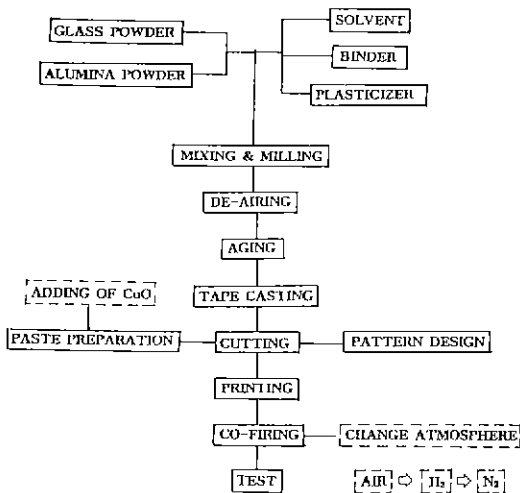 GLASS POWDER
ALUMINA POWDER
SOLVENT
BINDER
PLASTICIZER
MIXING & MILLING
DE-AIRING
AGING
TAPE CASTING
ADDING OF CuO
PASTE PREPARATION
CUTTING
PATTERN DESIGN
PRINTING
CO-FIRING
CHANGE ATMOSPHERE
TEST
AIR ⇨ H₂ ⇨ N₂